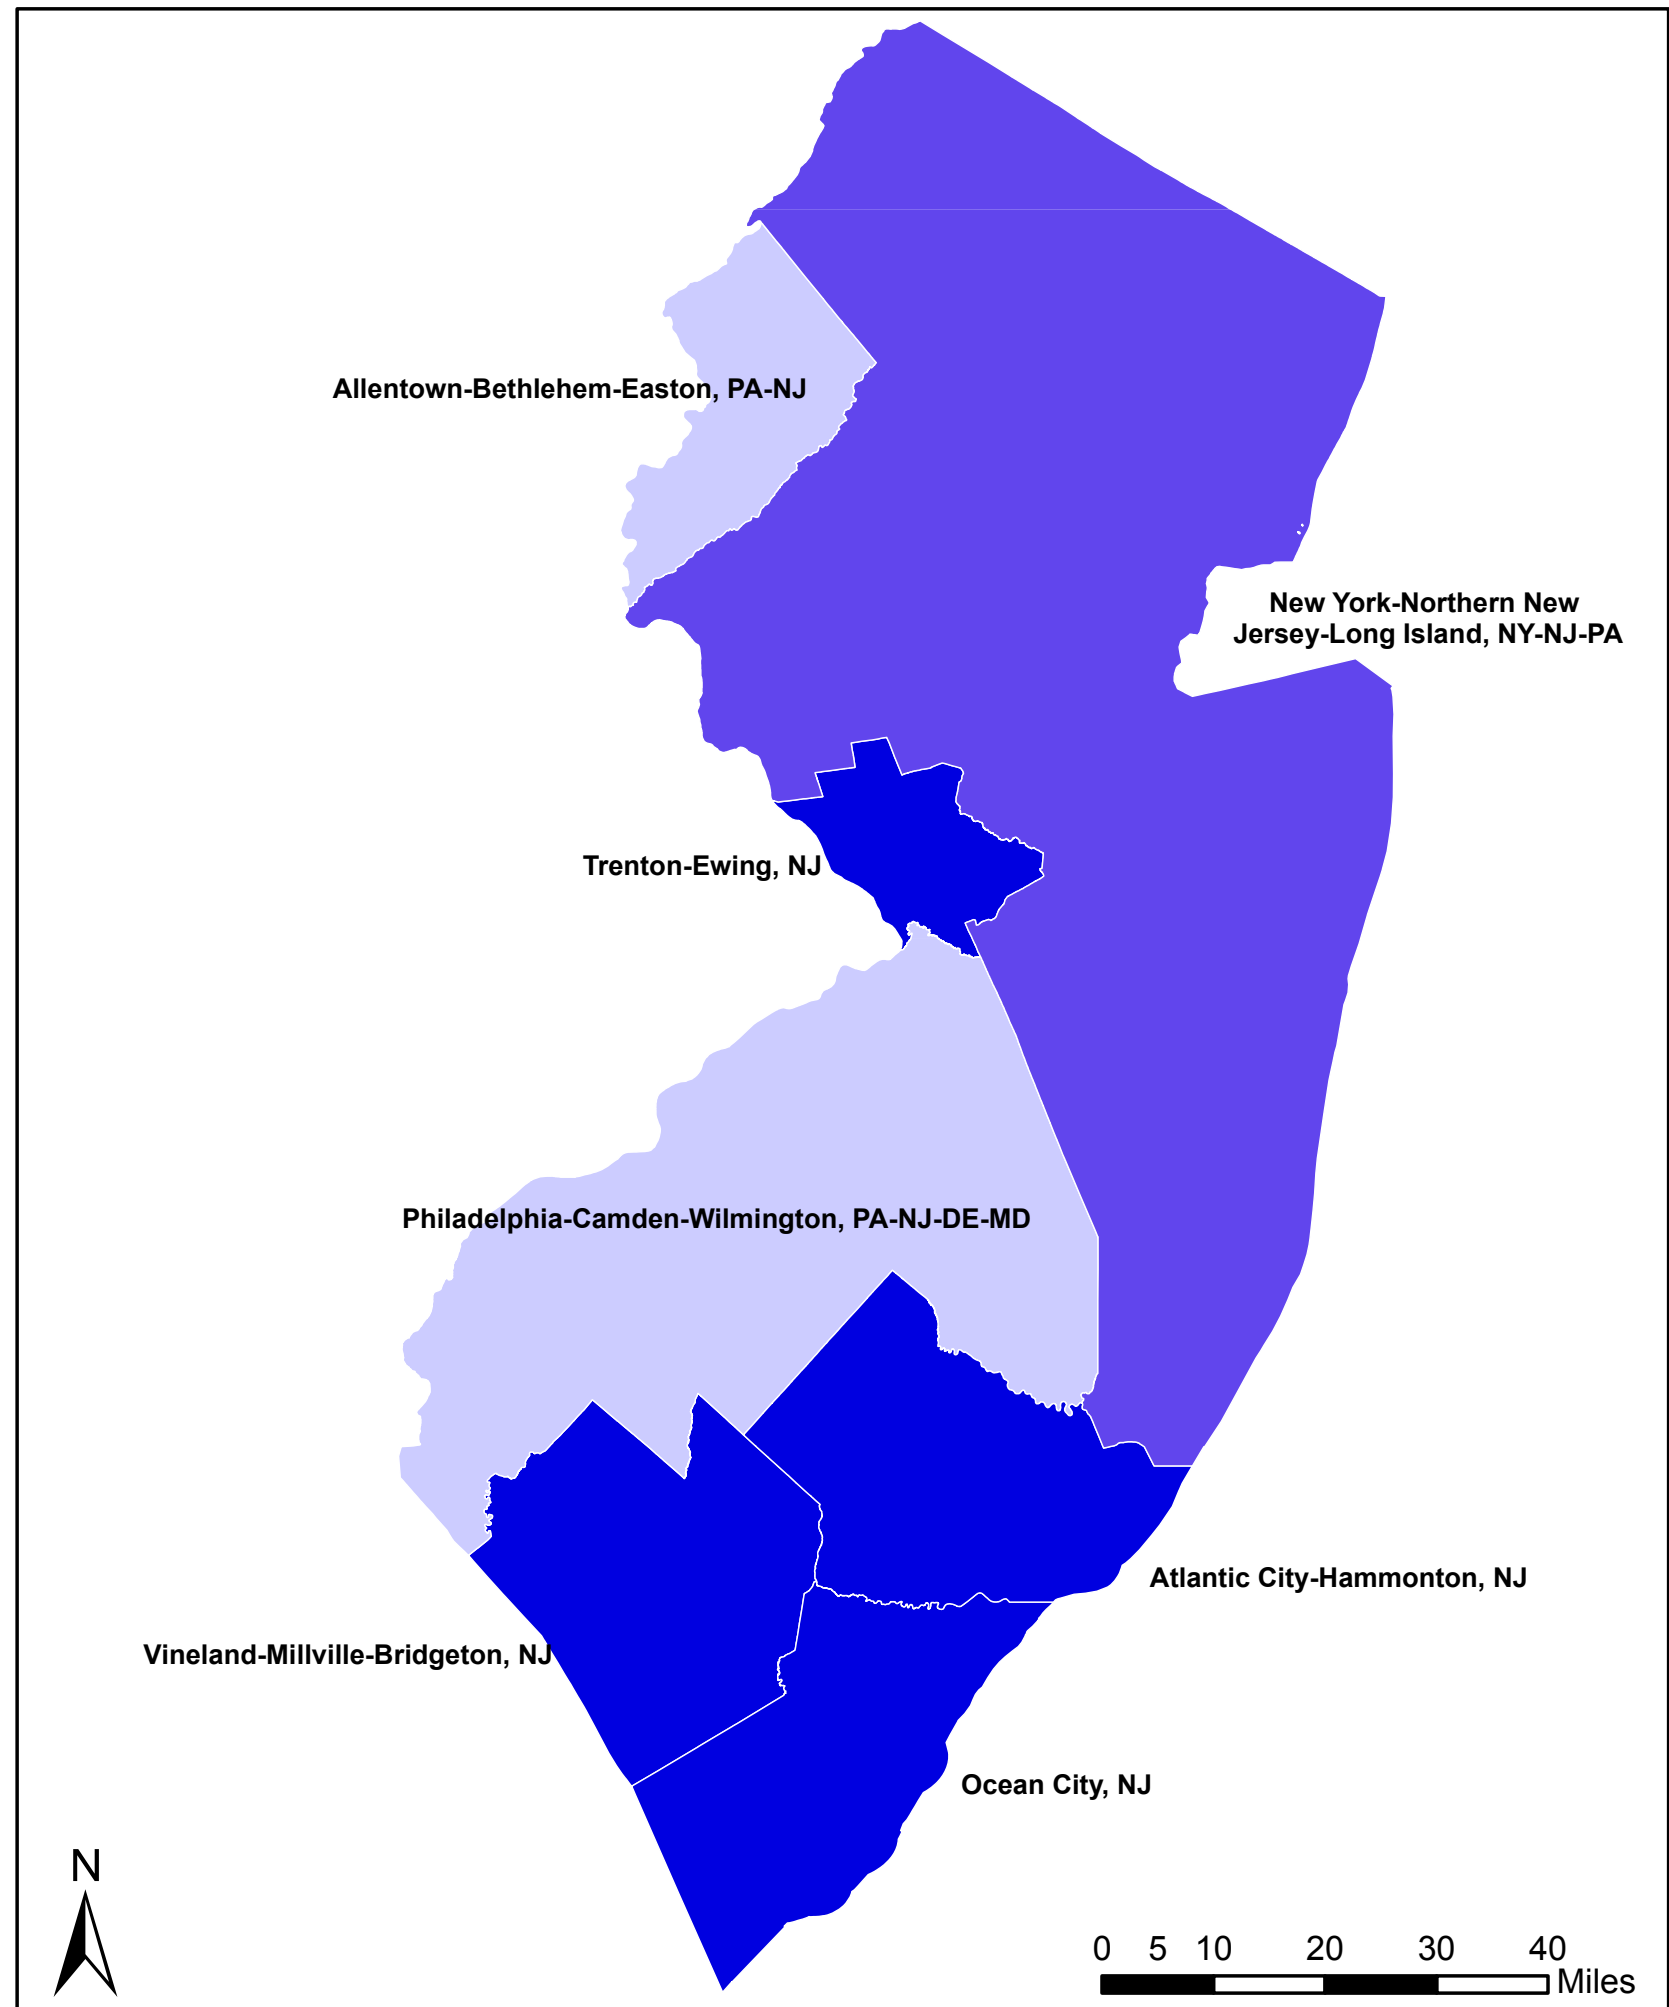 Allentown-Bethlehem-Easton, PA-NJ
New York-Northern New
Jersey-Long Island, NY-NJ-PA
Trenton-Ewing, NJ
Philadelphia-Camden-Wilmington, PA-NJ-DE-MD
Atlantic City-Hammonton, NJ
Vineland-Millville-Bridgeton, NJ
Ocean City, NJ
N
0 5 10 20 30 40
Miles